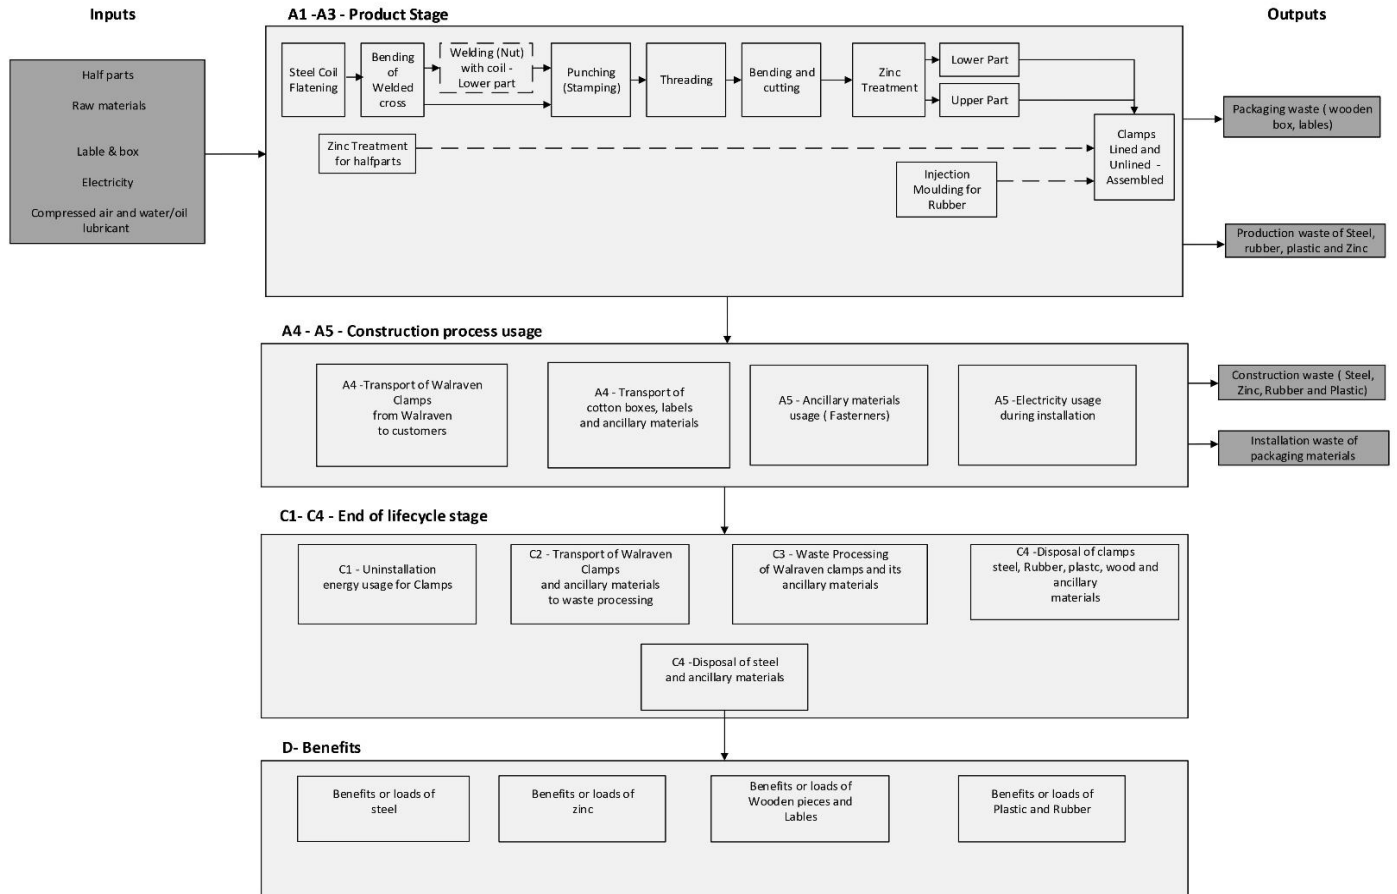 Inputs
A1 -A3 - Product Stage
Outputs
Half parts
Raw materials
Lable & box
Electricity
Compressed air and water/oil
lubricant
Steel Coil
Flatening
Bending
of
Welded
cross
Welding (Nut)
with coil -
Lower part
Punching
(Stamping)
Threading
Bending and
cutting
Zinc
Treatment
Lower Part
Upper Part
Zinc Treatment
for halfparts
Injection
Moulding for
Rubber
Clamps
Lined and
Unlined -
Assembled
Packaging waste ( wooden
box, lables)
Production waste of Steel,
rubber, plastic and Zinc
A4 - A5 - Construction process usage
A4 -Transport of Walraven
Clamps
from Walraven
to customers
A4 - Transport of
cotton boxes, labels
and ancillary materials
A5 - Ancillary materials
usage ( Fasterners)
A5 -Electricity usage
during installation
Construction waste ( Steel,
Zinc, Rubber and Plastic)
Installation waste of
packaging materials
C1- C4 - End of lifecycle stage
C1 - Uninstallation
energy usage for Clamps
C2 - Transport of Walraven
Clamps
and ancillary materials
to waste processing
C3 - Waste Processing
of Walraven clamps and its
ancillary materials
C4 -Disposal of clamps
steel, Rubber, plastc, wood and
ancillary
materials
C4 -Disposal of steel
and ancillary materials
D- Benefits
Benefits or loads of
steel
Benefits or loads of
zinc
Benefits or loads of
Wooden pieces and
Lables
Benefits or loads of
Plastic and Rubber